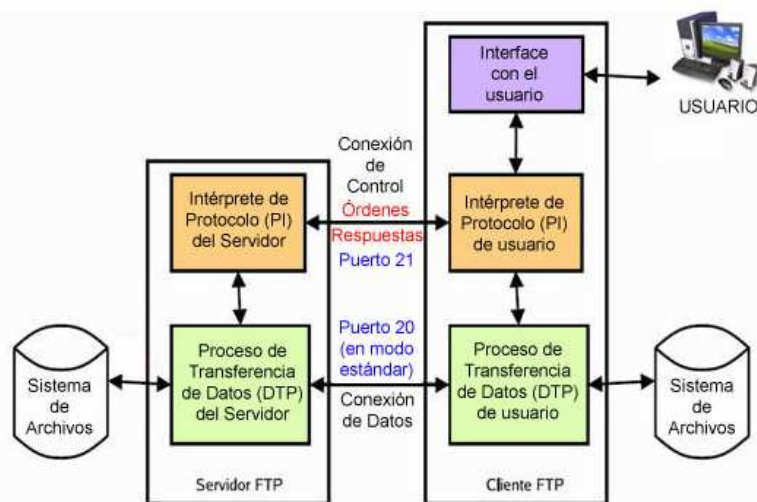 Interface
con el
usuario
USUARIO
Conexión
de
Control
Órdenes
Respuestas
Puerto 21
Intérprete de
Protocolo (PI)
del Servidor
Intérprete de
Protocolo (PI)
de usuario
Sistema
de
Archivos
Proceso de
Transferencia
de Datos (DTP)
del Servidor
Puerto 20
(en modo
estándar)
Conexión
de Datos
Proceso de
Transferencia
de Datos (DTP)
de usuario
Sistema
de
Archivos
Servidor FTP
Cliente FTP